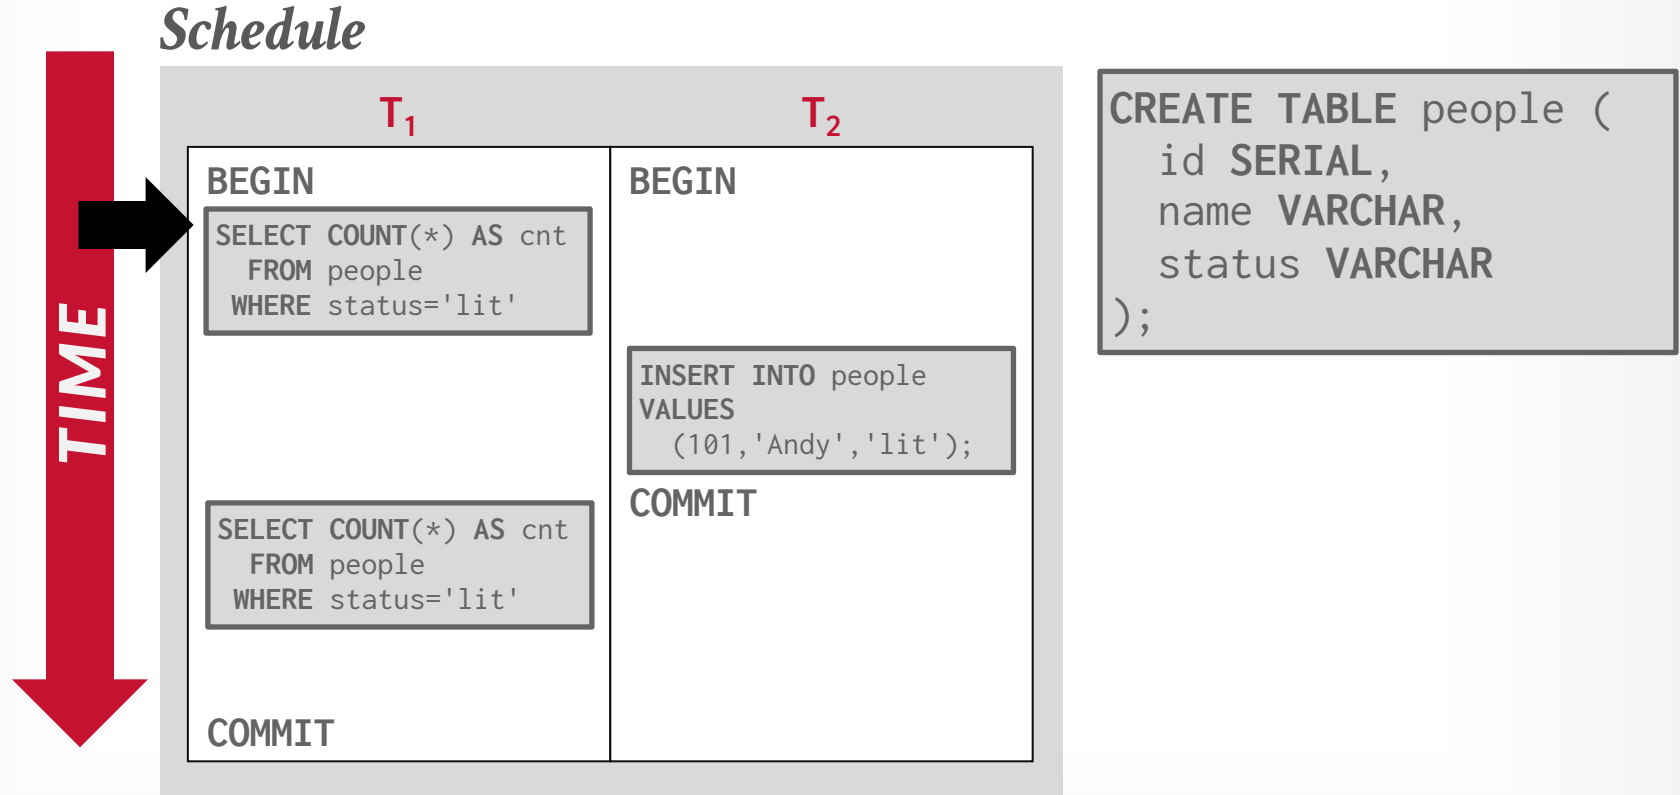 Schedule
TIME
T1
T2
BEGIN
SELECT COUNT(*) AS cnt
FROM people
WHERE status='lit'
SELECT COUNT(*) AS cnt
FROM people
WHERE status='lit'
COMMIT
BEGIN
INSERT INTO people
VALUES
(101,'Andy','lit');
COMMIT
CREATE TABLE people (
id SERIAL,
name VARCHAR,
status VARCHAR
);